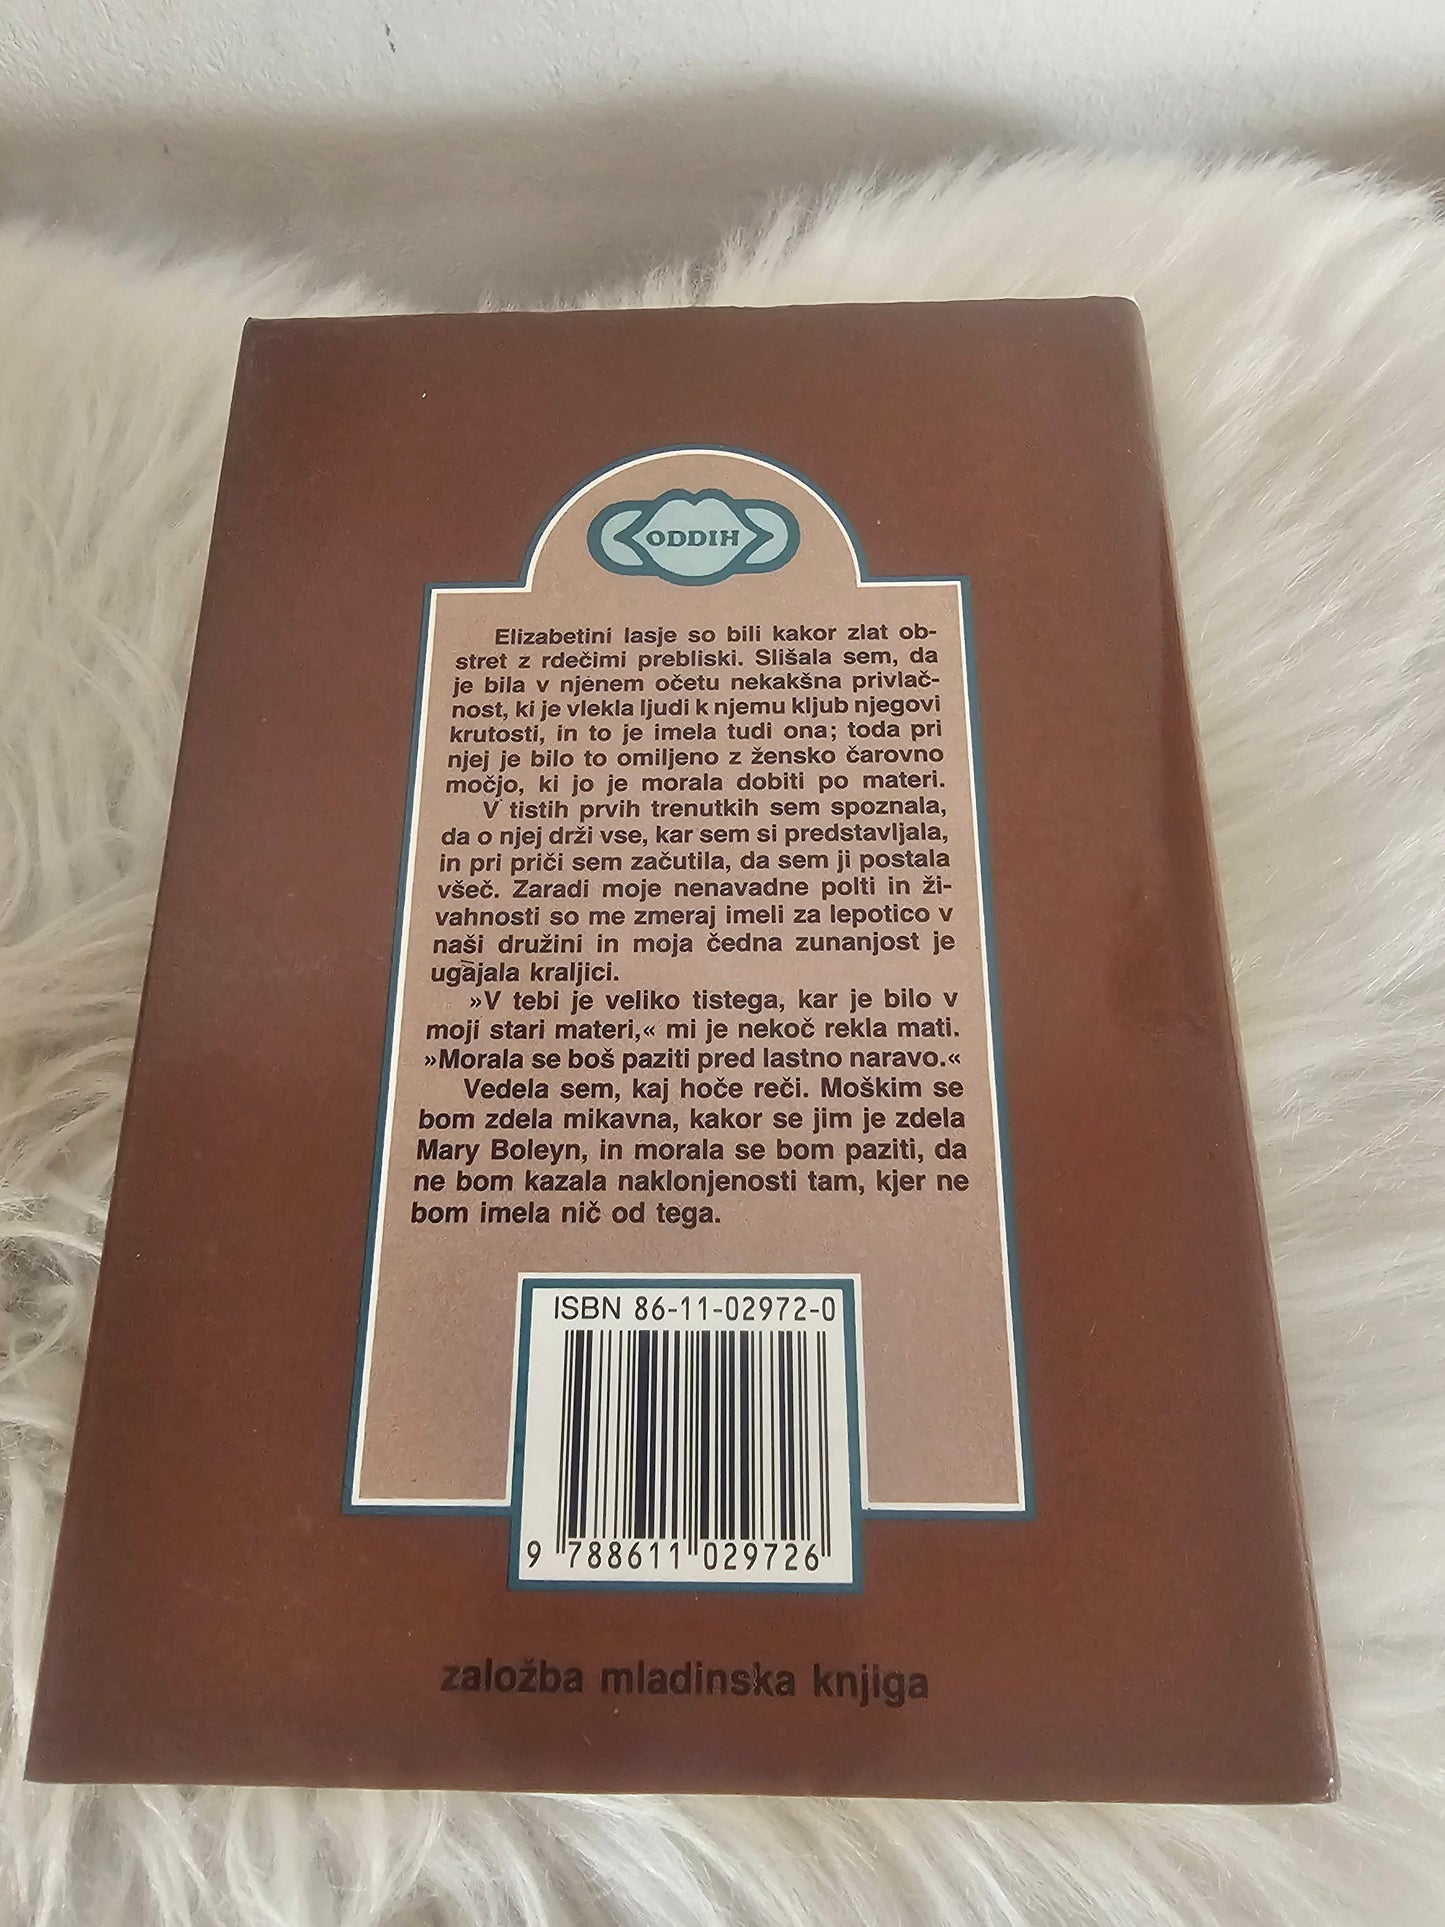 ODDIH
Elizabetini lasje so bili kakor zlat ob-
stret z rdečimi prebliski. Slišala sem, da
je bila v njenem očetu nekakšna privlač-
nost, ki je vlekla ljudi k njemu kljub njegovi
krutosti, in to je imela tudi ona; toda pri
njej je bilo to omiljeno z žensko čarovno
močjo, ki jo je morala dobiti po materi.
V tistih prvih trenutkih sem spoznala,
da o njej drži vse, kar sem si predstavljala,
in pri priči sem začutila, da sem ji postala
všeč. Zaradi moje nenavadne polti in ži-
vahnosti so me zmeraj imeli za lepotico v
naši družini in moja čedna zunanjost je
ugajala kraljici.
»V tebi je veliko tistega, kar je bilo v
moji stari materi,« mi je nekoč rekla mati.
»Morala se boš paziti pred lastno naravo.«
Vedela sem, kaj hoče reči. Moškim se
bom zdela mikavna, kakor se jim je zdela
Mary Boleyn, in morala se bom paziti, da
ne bom kazala naklonjenosti tam, kjer ne
bom imela nič od tega.
ISBN 86-11-02972-0
9 788611 029726
založba mladinska knjiga